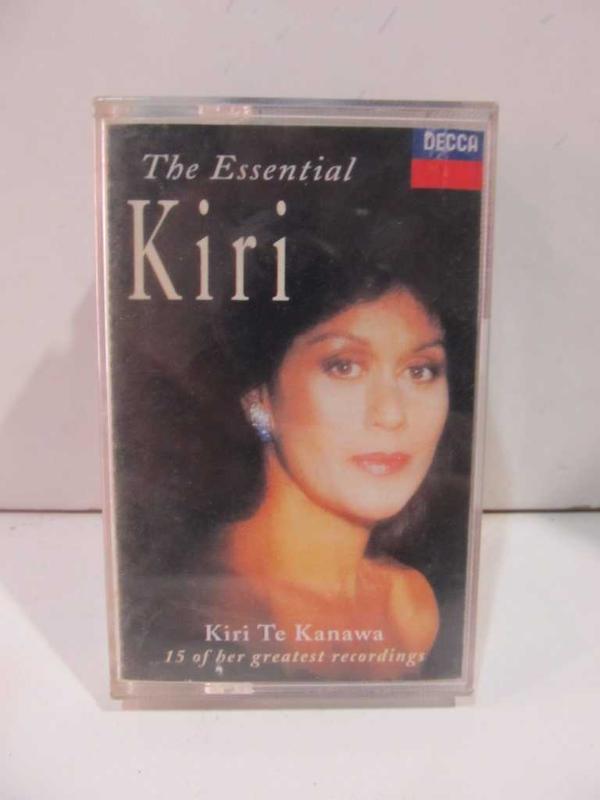 DECCA
The Essential
Kiri
Kiri Te Kanawa
15 of her greatest recordings